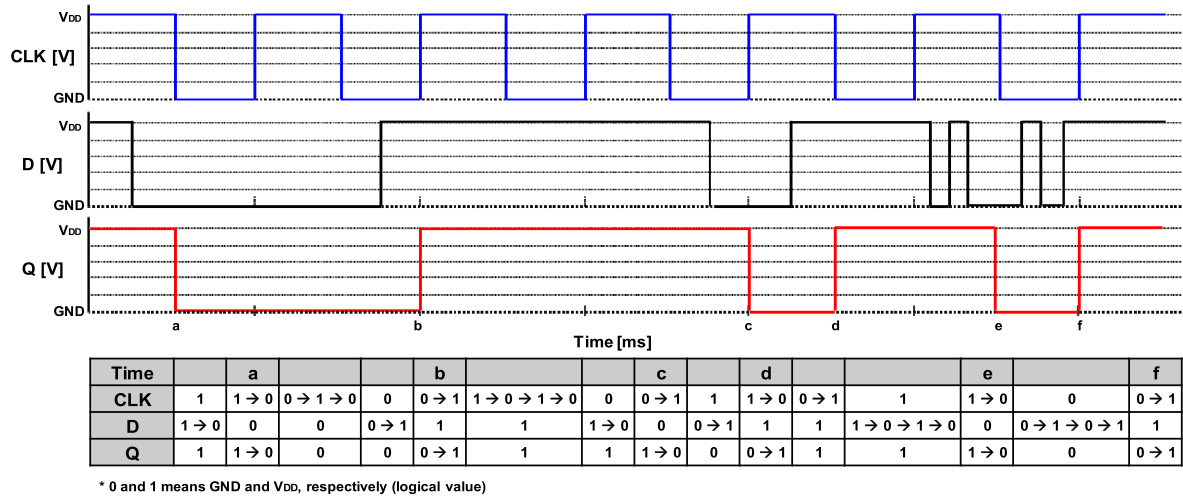 VDD
CLK [V]
GND
VDD
D [V]
GND
VDD
Q [V]
GND
a b c d e f
Time [ms]
Time a b c d e f
CLK 1 1 → 0 0 → 1 → 0 0 0 → 1 1 → 0 → 1 → 0 0 0 → 1 1 1 → 0 0 → 1 1 1 → 0 0 0 → 1
D 1 → 0 0 0 0 → 1 1 1 1 → 0 0 0 → 1 1 1 1 → 0 → 1 → 0 0 0 → 1 → 0 → 1 1
Q 1 1 → 0 0 0 0 → 1 1 1 1 → 0 0 0 → 1 1 1 1 → 0 0 0 → 1
* 0 and 1 means GND and VDD, respectively (logical value)